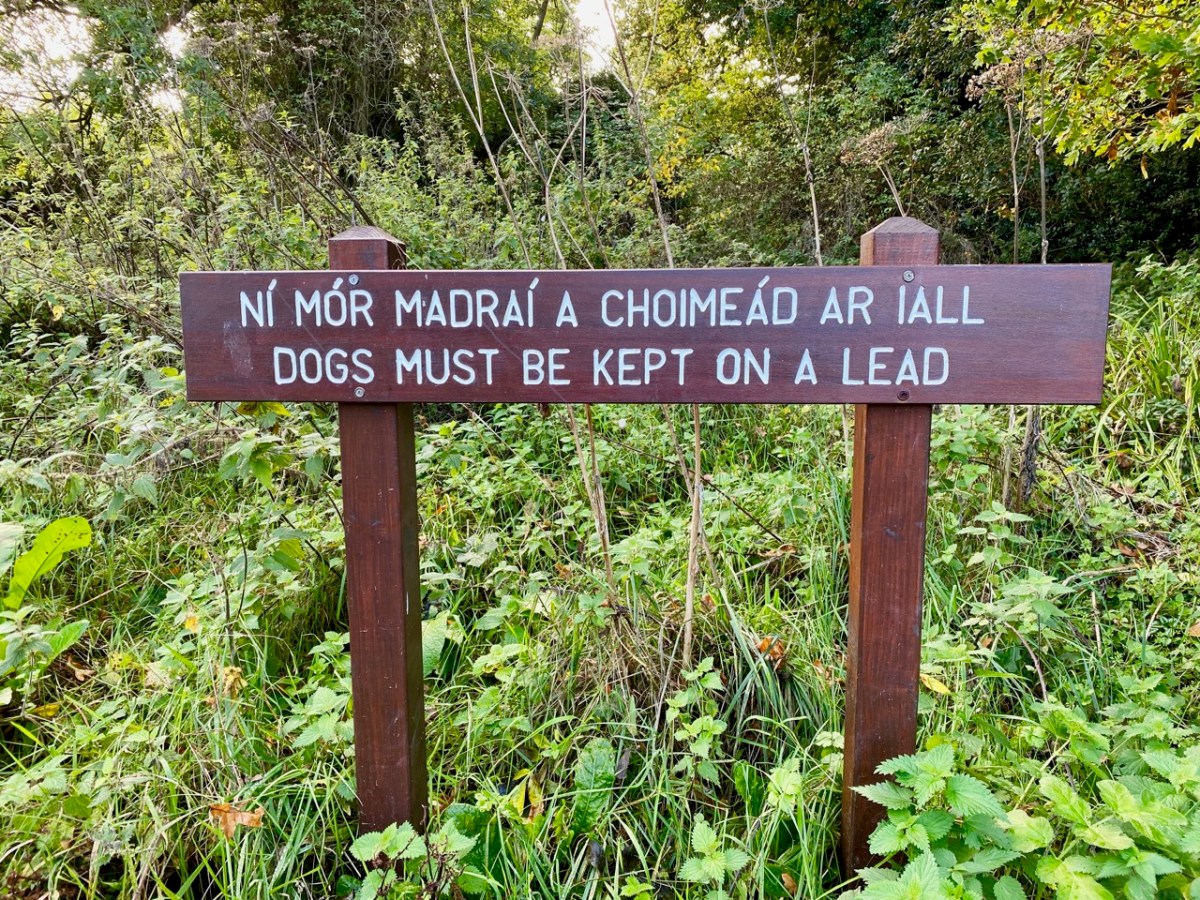 NÍ MÓR MADRAÍ A CHOIMEÁD AR IALL
DOGS MUST BE KEPT ON A LEAD